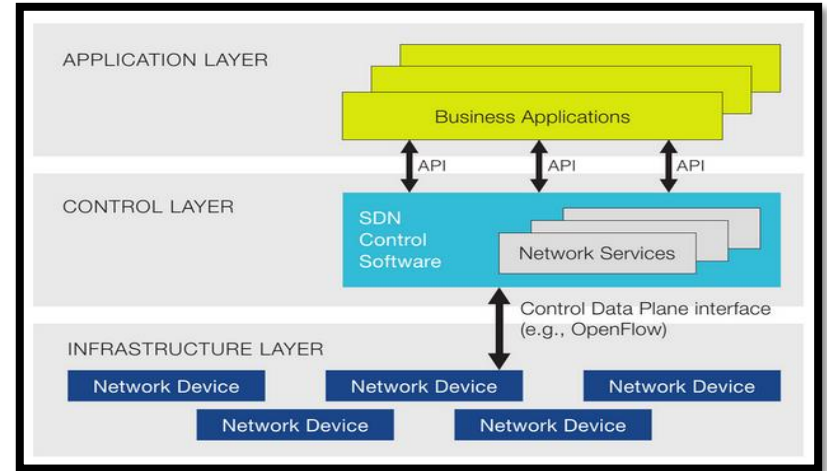 APPLICATION LAYER
Business Applications
API API API
CONTROL LAYER
SDN
Control
Software
Network Services
Control Data Plane interface
(e.g., OpenFlow)
INFRASTRUCTURE LAYER
Network Device Network Device Network Device
Network Device Network Device